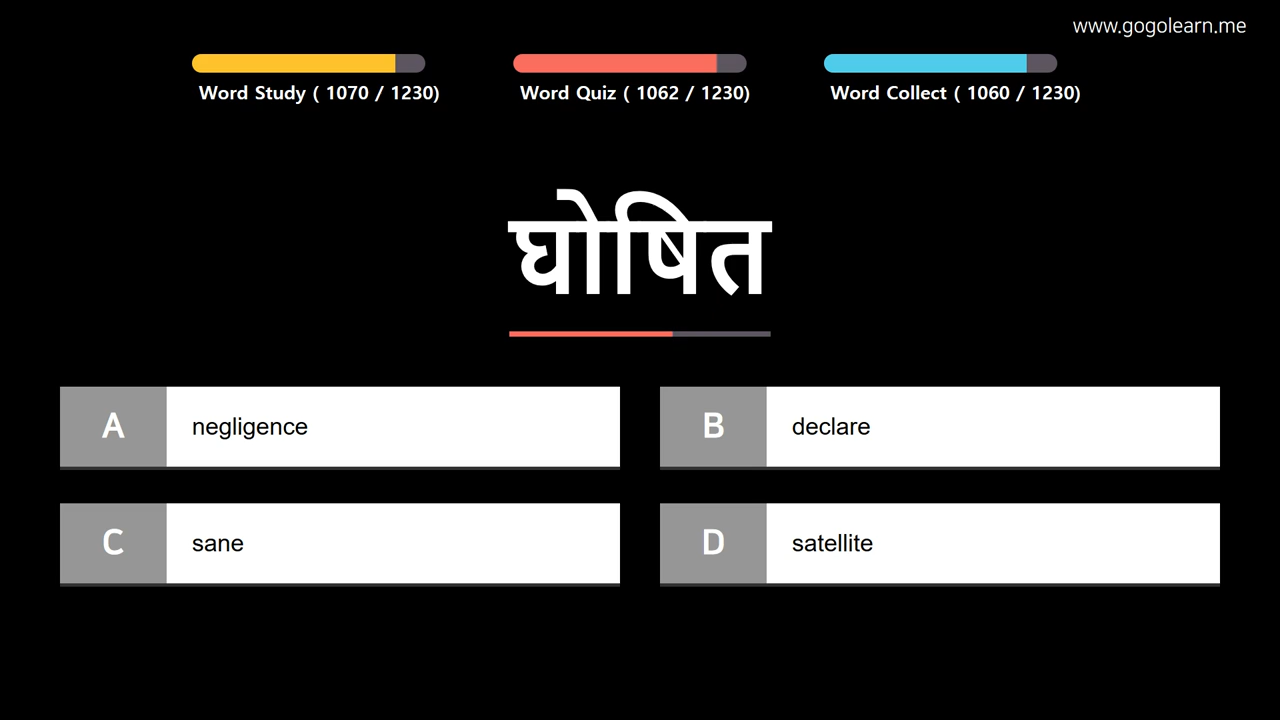 www.gogolearn.me
Word Study ( 1070 / 1230)
Word Quiz ( 1062 / 1230)
Word Collect ( 1060 / 1230)
घोषित
A negligence
B declare
C sane
D satellite